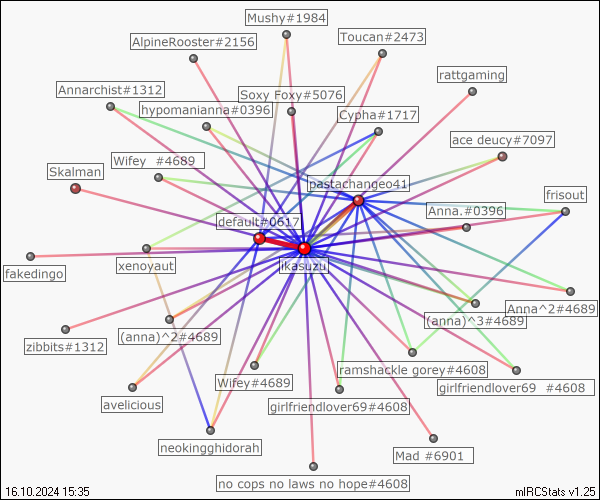 Mushy#1984
Toucan#2473
AlpineRooster#2156
rattgaming
Annarchist#1312
Soxy Foxy#5076
hypomanianna#0396
Cypha#1717
ace deucy#7097
Wifey  #4689
Skalman
pastachangeo41
frisout
Anna.#0396
default#0617
ikasuzu
fakedingo
xenoyaut
Anna^2#4689
(anna)^3#4689
(anna)^2#4689
zibbits#1312
ramshackle gorey#4608
Wifey#4689
girlfriendlover69  #4608
avelicious
girlfriendlover69#4608
neokingghidorah
Mad #6901
no cops no laws no hope#4608
16.10.2024 15:35
mIRCStats v1.25